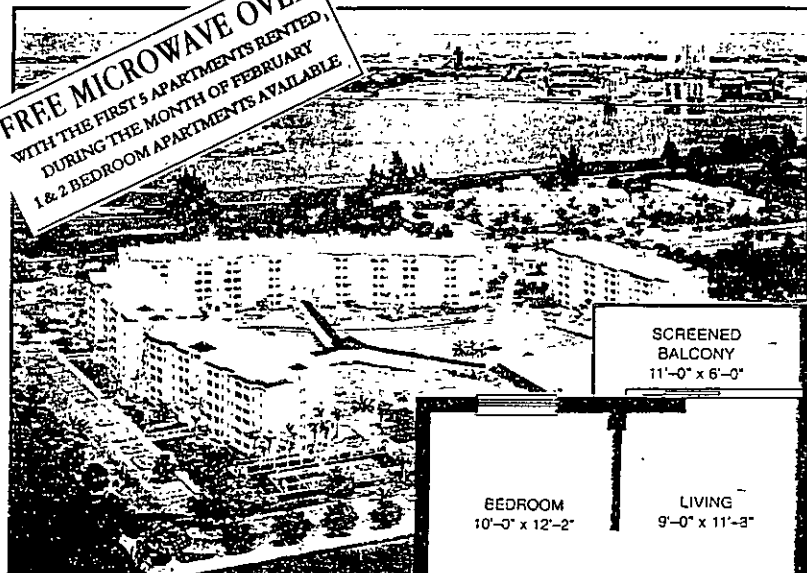 FREE MICROWAVE
WITH THE FIRST 5 APARTMENTS RENTED,
DURING THE MONTH OF FEBRUARY
1 & 2 BEDROOM APARTMENTS AVAILABLE
SCREENED
BALCONY
11'-0" x 6'-0"
BEDROOM
10'-0" x 12'-2"
LIVING
9'-0" x 11'-3"